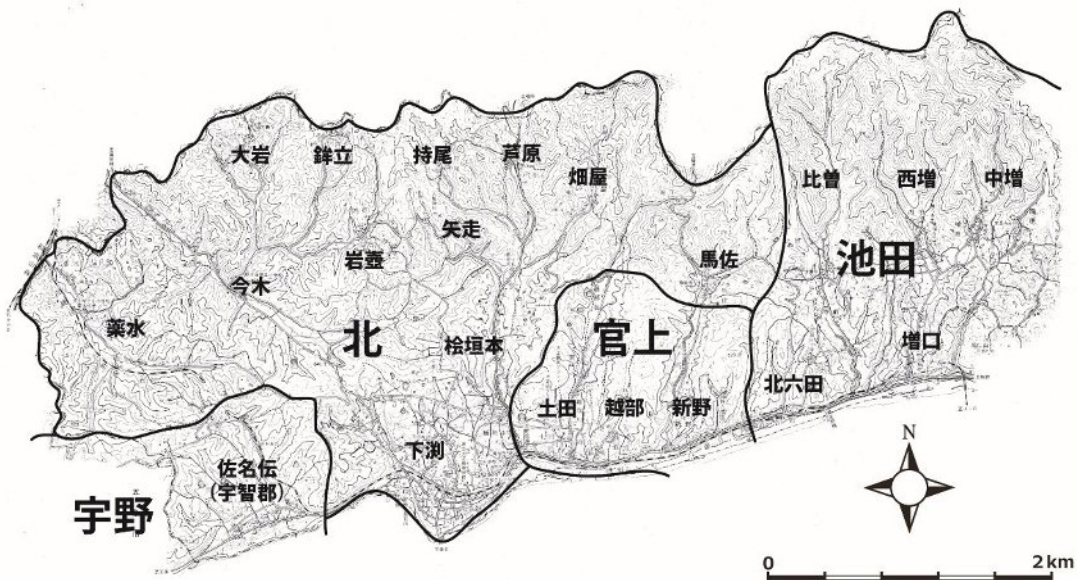 大岩
鉾立
持尾
芦原
畑屋
比曽
西増
中増
矢走
岩壺
馬佐
池田
今木
薬水
北
桧垣本
官上
増口
北六田
土田
越部
新野
下渕
佐名伝
(宇智郡)
宇野
N
0
2km